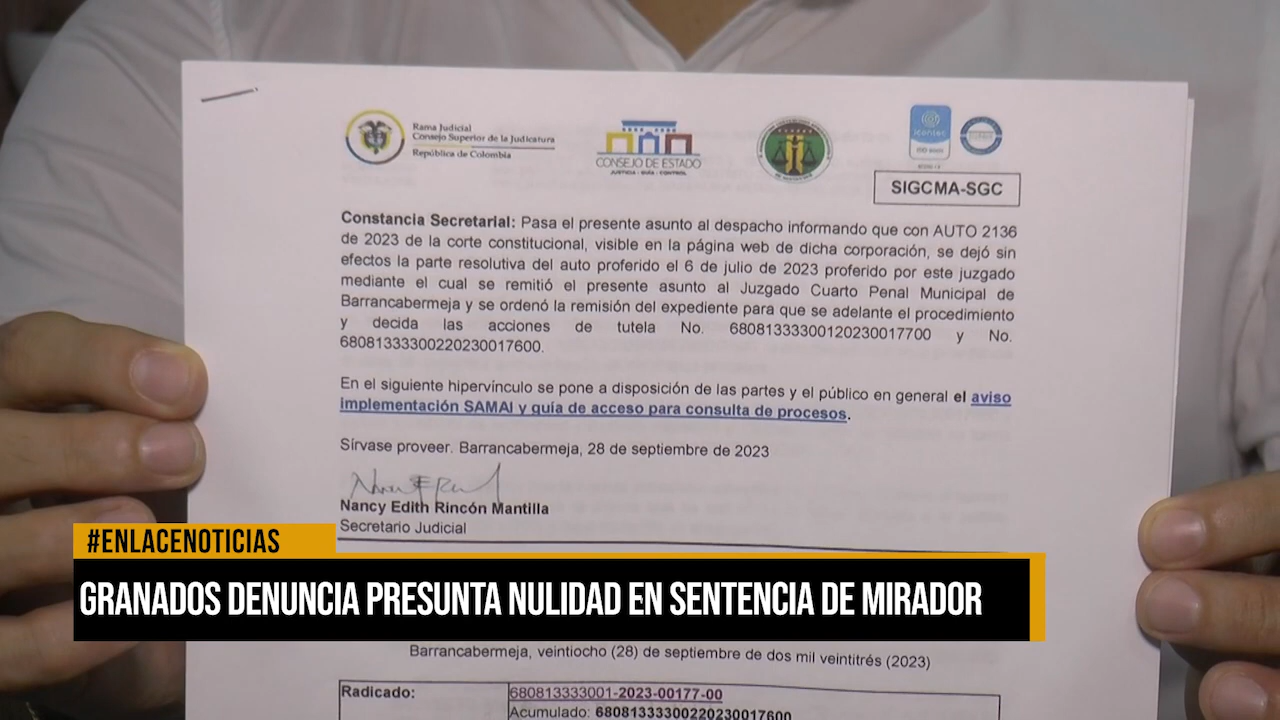 Rama Judicial
Consejo Superior de la Judicatura
República de Colombia
CONSEJO DE ESTADO
JUSTICIA - GUÍA - CONTROL
icontec
SIGCMA-SGC
Constancia Secretarial: Pasa el presente asunto al despacho informando que con AUTO 2136
de 2023 de la corte constitucional, visible en la página web de dicha corporación, se dejó sin
efectos la parte resolutiva del auto proferido el 6 de julio de 2023 proferido por este juzgado
mediante el cual se remitió el presente asunto al Juzgado Cuarto Penal Municipal de
Barrancabermeja y se ordenó la remisión del expediente para que se adelante el procedimiento
y decida las acciones de tutela No. 68081333300120230017700 y No.
68081333300220230017600.
En el siguiente hipervínculo se pone a disposición de las partes y el público en general el aviso
implementación SAMAI y guía de acceso para consulta de procesos.
Sírvase proveer. Barrancabermeja, 28 de septiembre de 2023
Nancy Edith Rincón Mantilla
Secretario Judicial
#ENLACENOTICIAS
GRANADOS DENUNCIA PRESUNTA NULIDAD EN SENTENCIA DE MIRADOR
Barrancabermeja, veintiocho (28) de septiembre de dos mil veintitrés (2023)
Radicado: 680813333001-2023-00177-00
Acumulado: 68081333300220230017600